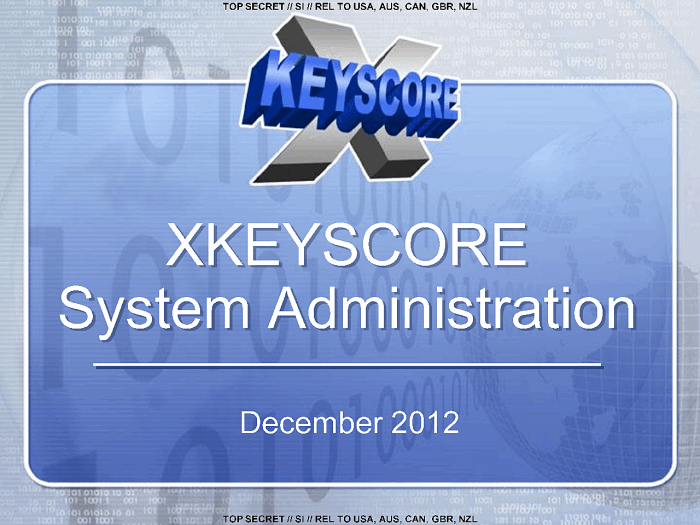 TOP SECRET // SI // REL TO USA, AUS, CAN, GBR, NZL
X
KEYSCORE
XKEYSCORE
System Administration
December 2012
TOP SECRET // SI // REL TO USA, AUS, CAN, GBR, NZL